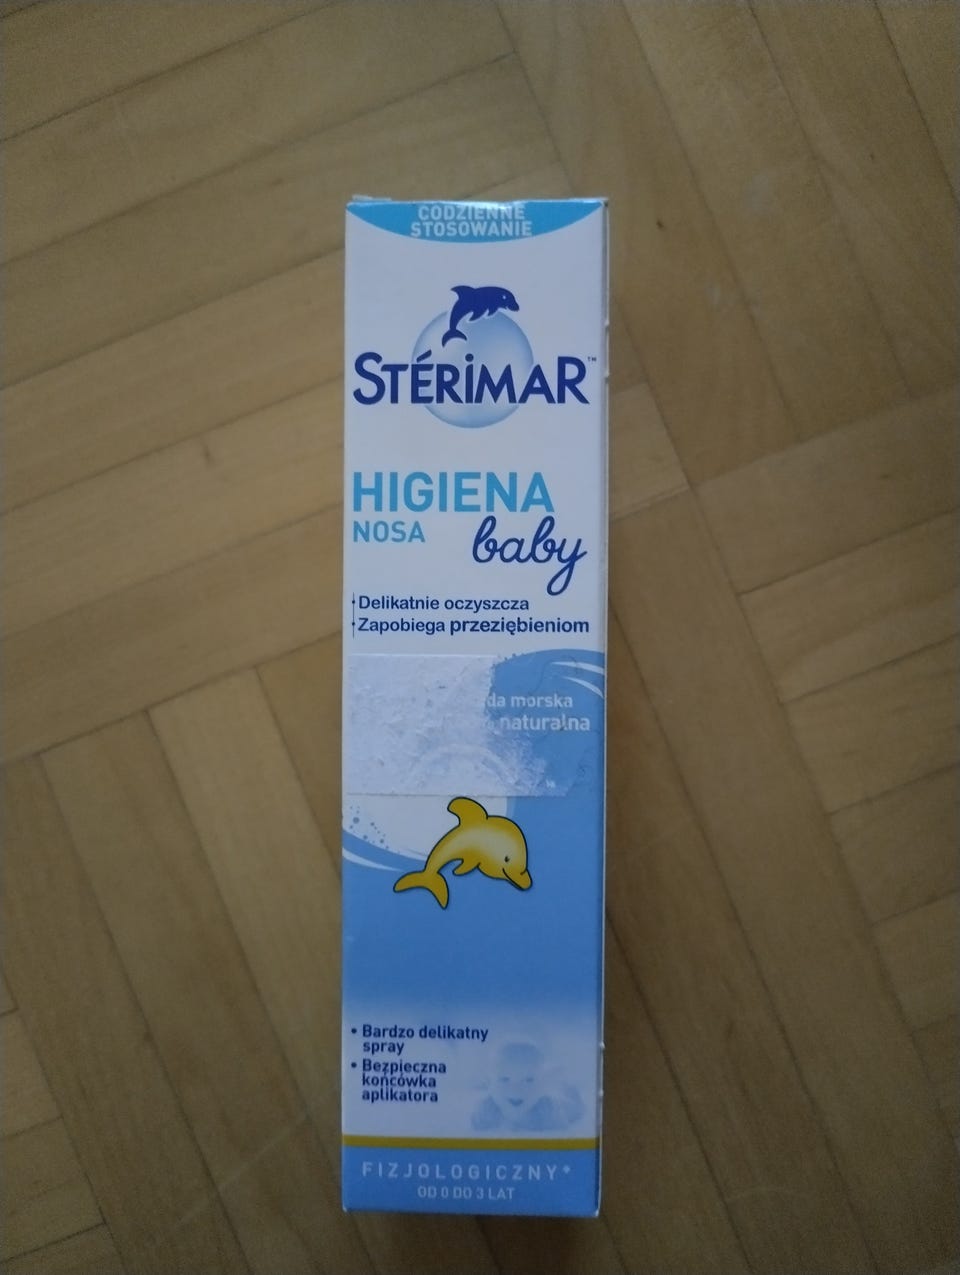 CODZIENNE
STOSOWANIE
STÉRIMAR™
HIGIENA
NOSA
baby
• Delikatnie oczyszcza
• Zapobiega przeziębieniom
morska
naturalna
• Bardzo delikatny
spray
• Bezpieczna
końcówka
aplikatora
FIZJOLOGICZNY*
OD 0 DO 3 LAT